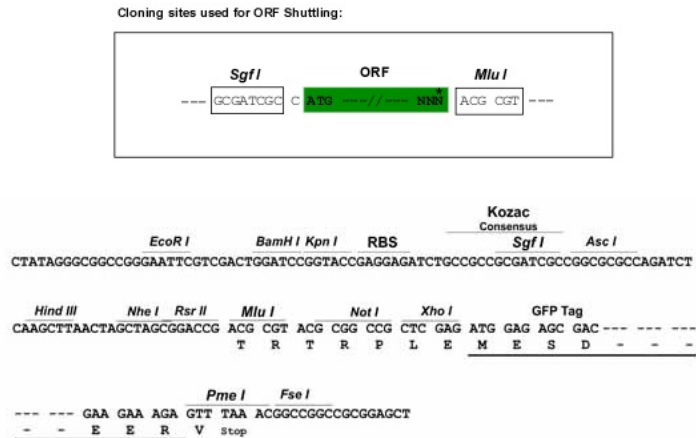 Cloning sites used for ORF Shuttling:
Sgf I ORF Mlu I
--- GCGATCGC C ATG ---//--- NNN* ACG CGT ---
Kozac
Consensus
EcoR I BamH I Kpn I RBS Sgf I Asc I
CTATAGGGCGGCCGGGAATTCGTCGACTGGATCCGGTACCGAGGAGATCTGCCGCCGCGATCGCCGGCGCGCCAGATCT
Hind III Nhe I Rsr II Mlu I Not I Xho I GFP Tag
CAAGCTTAACTAGCTAGCGGACCG ACG CGT ACG CGG CCG CTC GAG ATG GAG AGC GAC--- --- ---
T R T R P L E M E S D - - -
Pme I Fse I
--- --- GAA GAA AGA GTT TAA ACGGCCGGCCGCGGAGCT
- - E E R V Stop